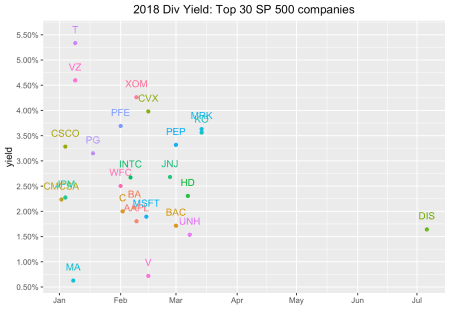 2018 Div Yield: Top 30 SP 500 companies
yield
5.50%
5.00%
4.50%
4.00%
3.50%
3.00%
2.50%
2.00%
1.50%
1.00%
0.50%
T
VZ
XOM
CVX
PFE
MRK
KO
CSCO
PEP
PG
INTC
JNJ
WFC
JPM
CMCSA
HD
BA
C
AAPL
MSFT
BAC
UNH
DIS
MA
V
Jan
Feb
Mar
Apr
May
Jun
Jul